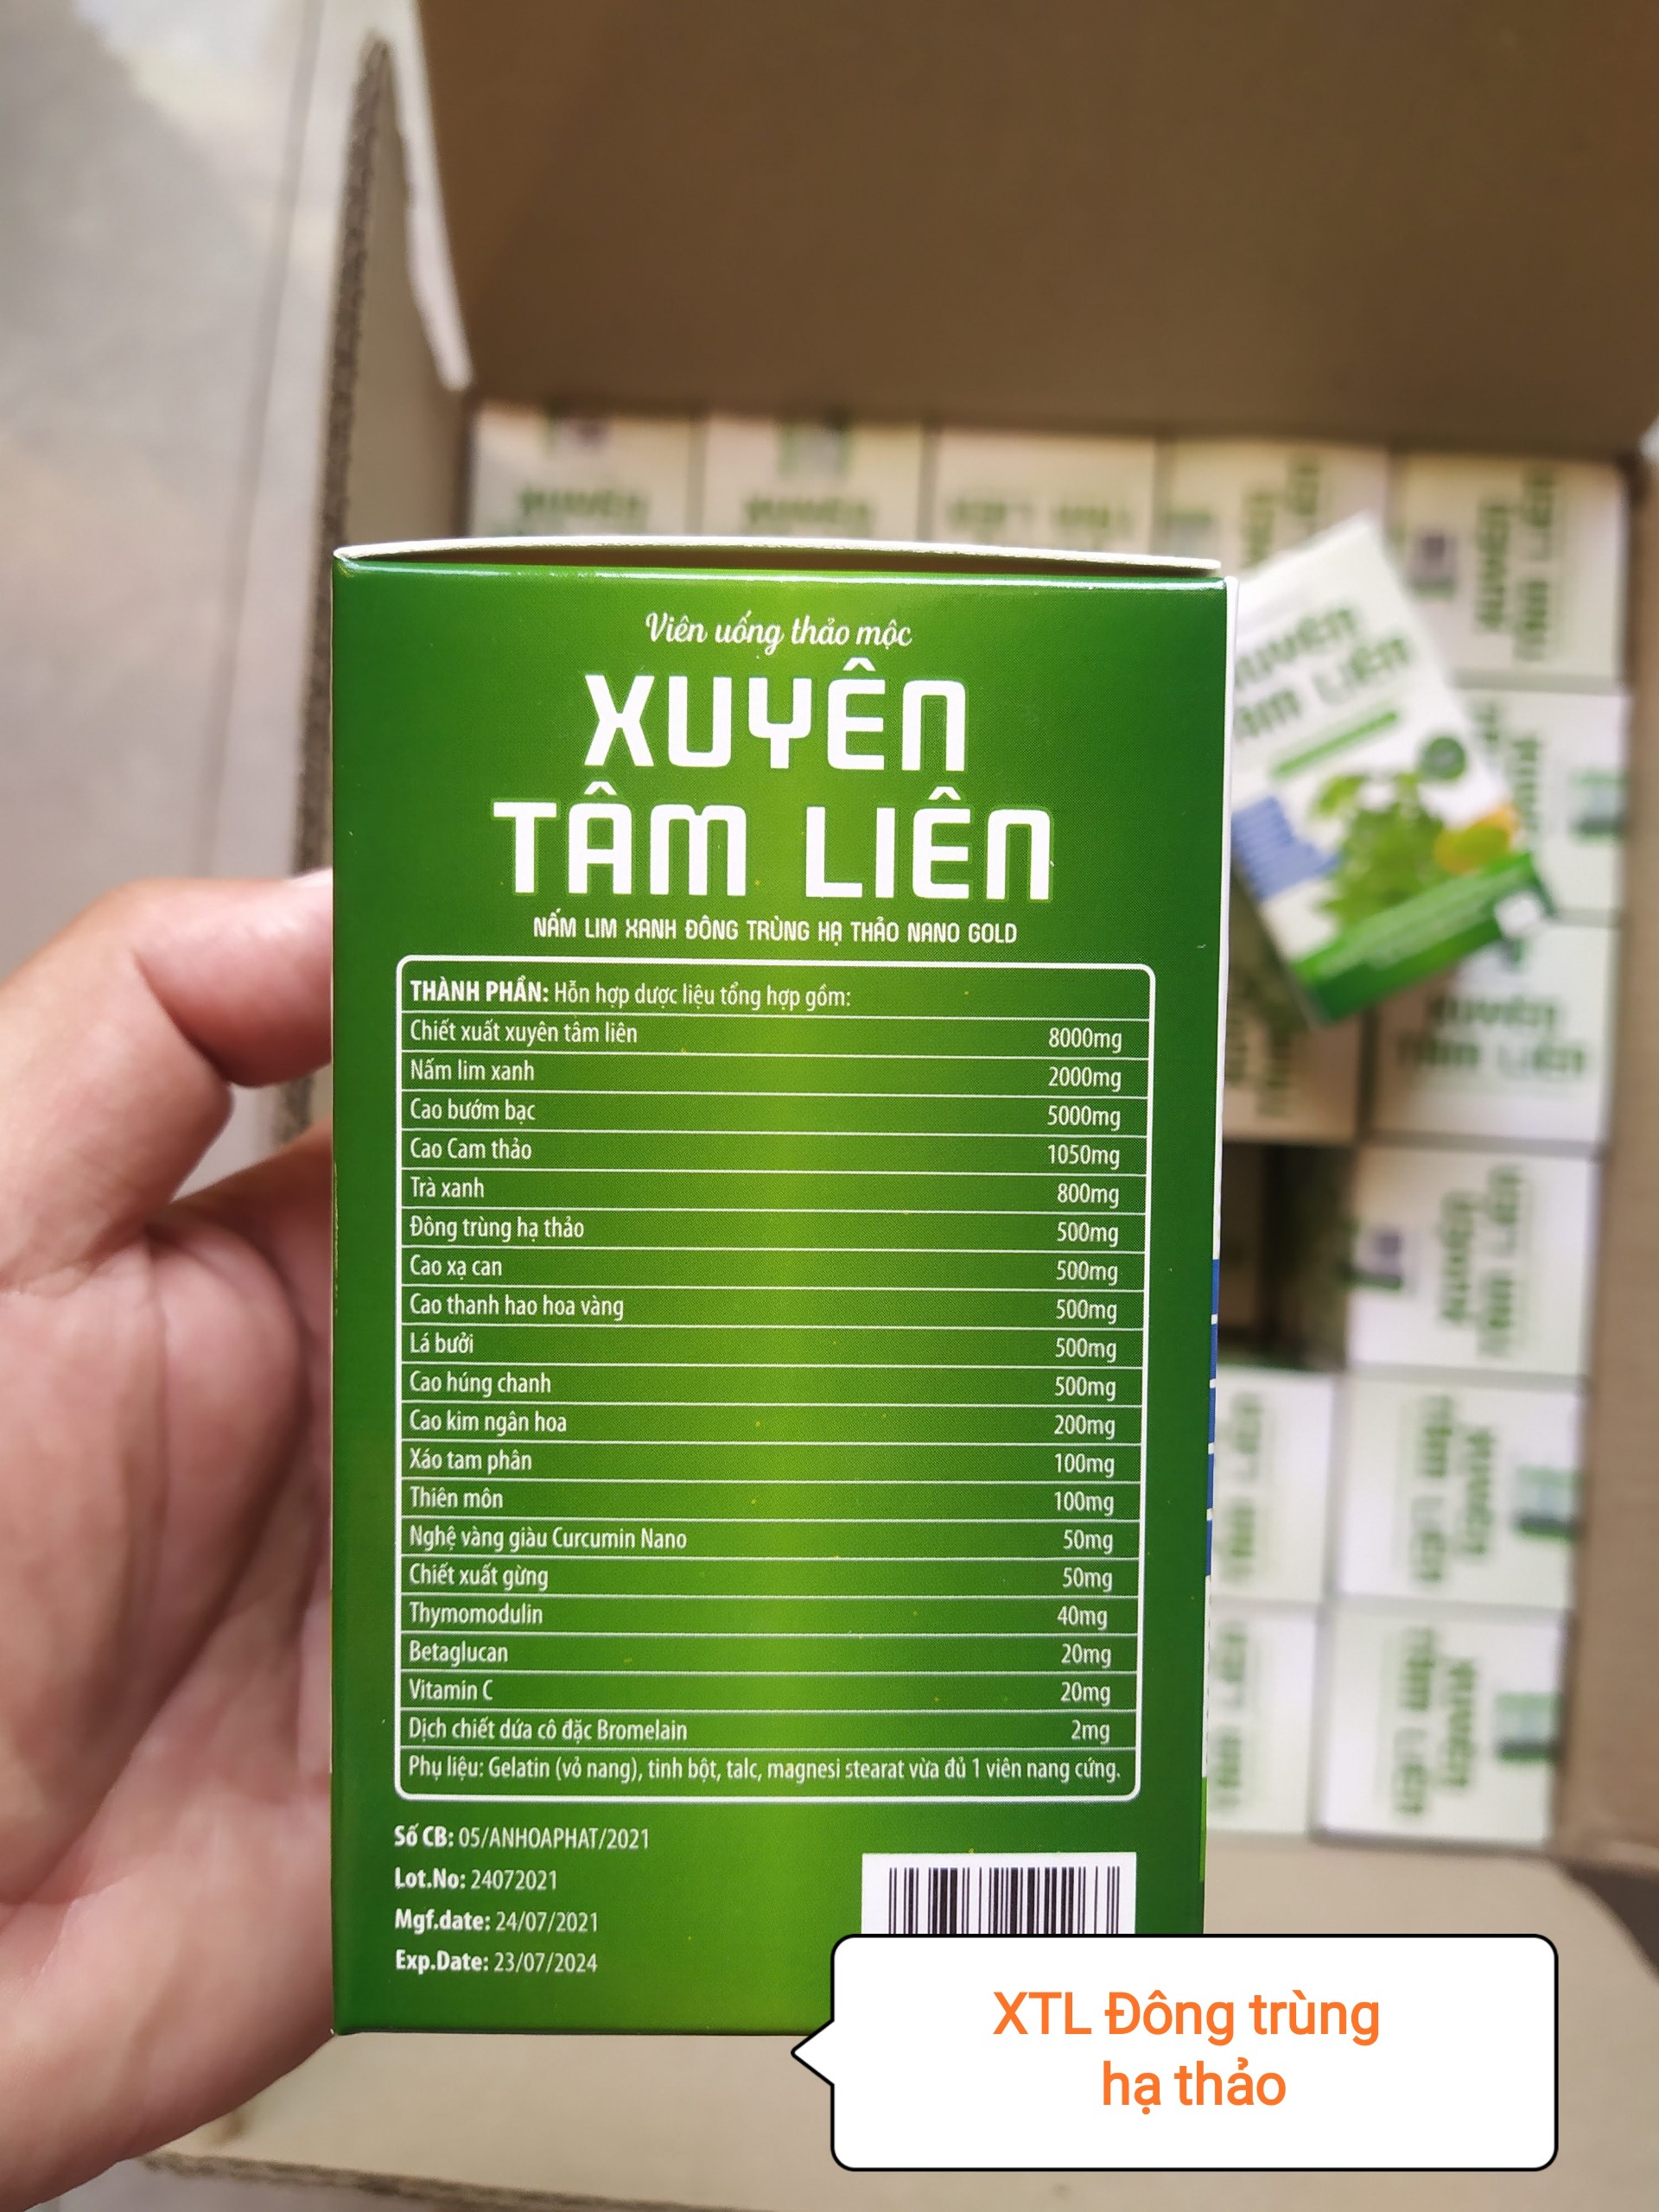 Viên uống thảo mộc
XUYÊN
TÂM LIÊN
NẤM LIM XANH ĐÔNG TRÙNG HẠ THẢO NANO GOLD
THÀNH PHẦN: Hỗn hợp dược liệu tổng hợp gồm:
Chiết xuất xuyên tâm liên 8000mg
Nấm lim xanh 2000mg
Cao bướm bạc 5000mg
Cao Cam thảo 1050mg
Trà xanh 800mg
Đông trùng hạ thảo 500mg
Cao xạ can 500mg
Cao thanh hao hoa vàng 500mg
Lá bưởi 500mg
Cao húng chanh 500mg
Cao kim ngân hoa 200mg
Xáo tam phân 100mg
Thiên môn 100mg
Nghệ vàng giàu Curcumin Nano 50mg
Chiết xuất gừng 50mg
Thymomodulin 40mg
Betaglucan 20mg
Vitamin C 20mg
Dịch chiết dứa cô đặc Bromelain 2mg
Phụ liệu: Gelatin (vỏ nang), tinh bột, talc, magnesi stearat vừa đủ 1 viên nang cứng.
Số CB: 05/ANHOAPHAT/2021
Lot.No: 24072021
Mgf.date: 24/07/2021
Exp.Date: 23/07/2024
XTL Đông trùng
hạ thảo
XUYÊN
TÂM LIÊN